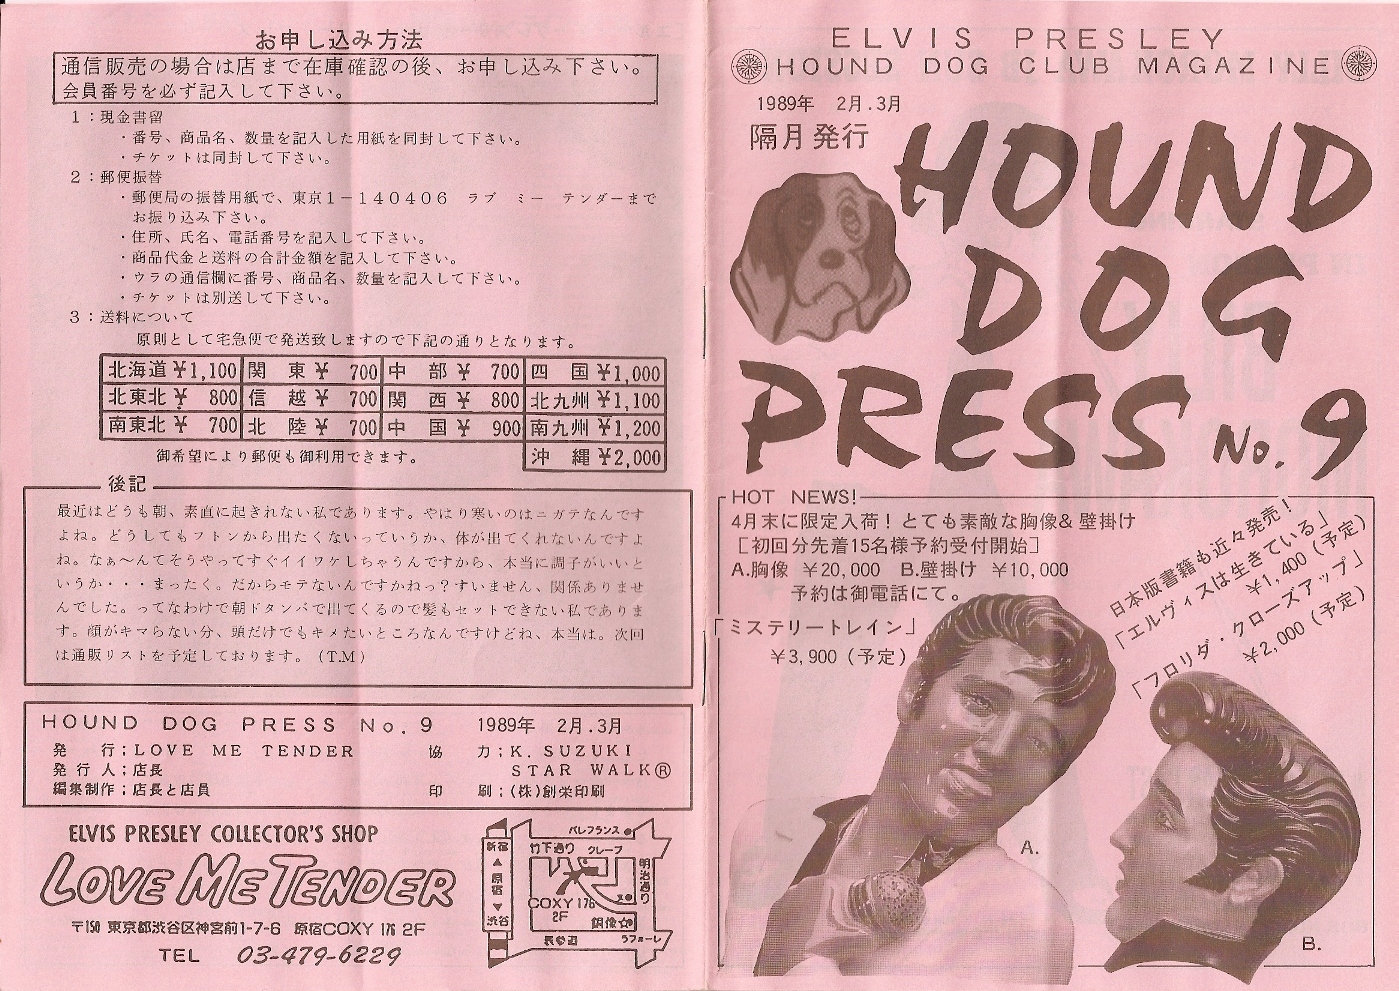 お申し込み方法
通信販売の場合は店まで在庫確認の後、お申し込み下さい。
会員番号を必ず記入して下さい。
1：現金書留
・番号、商品名、数量を記入した用紙を同封して下さい。
・チケットは同封して下さい。
2：郵便振替
・郵便局の振替用紙で、東京1－140406 ラブ ミー テンダーまで
お振り込み下さい。
・住所、氏名、電話番号を記入して下さい。
・商品代金と送料の合計金額を記入して下さい。
・ウラの通信欄に番号、商品名、数量を記入して下さい。
・チケットは別送して下さい。
3：送料について
原則として宅急便で発送致しますので下記の通りとなります。
北海道 ¥1,100 関東 ¥ 700 中部 ¥ 700 四国 ¥1,000
北東北 ¥ 800 信越 ¥ 700 関西 ¥ 800 北九州 ¥1,100
南東北 ¥ 700 北陸 ¥ 700 中国 ¥ 900 南九州 ¥1,200
御希望により郵便も御利用できます。 沖縄 ¥2,000
後記
最近はどうも朝、素直に起きれない私であります。やはり寒いのはニガテなんです
よね。どうしてもフトンから出たくないっていうか、体が出てくれないんですよ
ね。なぁ～んてそうやってすぐイイワケしちゃうんですから、本当に調子がいいと
いうか・・・まったく。だからモテないんですかねっ？すいません、関係ありませ
んでした。ってなわけで朝ドタンバで出てくるので髪もセットできない私でありま
す。顔がキマらない分、頭だけでもキメたいところなんですけどね、本当は。次回
は通販リストを予定しております。（T.M）
HOUND DOG PRESS No. 9 1989年 2月.3月
発 行；LOVE ME TENDER 協 力；K. SUZUKI
発行人；店長 STAR WALK®
編集制作；店長と店員 印 刷；(株)創栄印刷
ELVIS PRESLEY COLLECTOR'S SHOP
LOVE ME TENDER
〒150 東京都渋谷区神宮前1-7-6 原宿COXY 176 2F
TEL 03-479-6229
新宿
▲
原宿
▼
渋谷
パレフランス
竹下通り クレープ
明治通り
COXY 176
2F
銅像
表参道 ラフォーレ
ELVIS PRESLEY
HOUND DOG CLUB MAGAZINE
1989年 2月.3月
隔月発行
HOUND
DOG
PRESS No. 9
HOT NEWS!
4月末に限定入荷！とても素敵な胸像&壁掛け
［初回分先着15名様予約受付開始］
A.胸像 ¥20,000 B.壁掛け ¥10,000
予約は御電話にて。
「ミステリートレイン」
¥3,900（予定）
日本版書籍も近々発売！
「エルヴィスは生きている」
¥1,400（予定）
「フロリダ・クローズアップ」
¥2,000（予定）
A.
B.